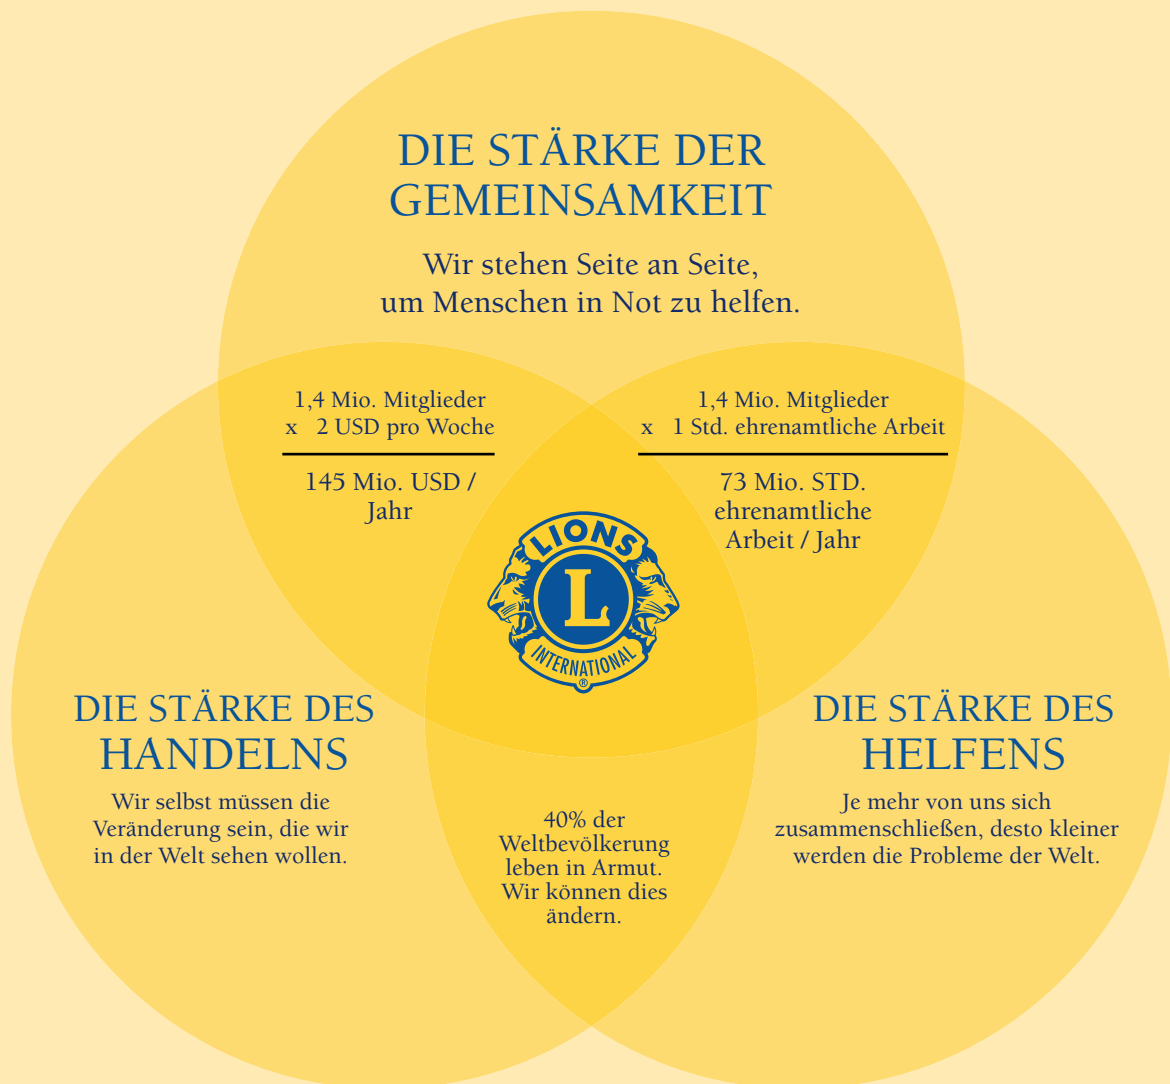 DIE STÄRKE DER
GEMEINSAMKEIT
Wir stehen Seite an Seite,
um Menschen in Not zu helfen.
1,4 Mio. Mitglieder
x 2 USD pro Woche
145 Mio. USD /
Jahr
1,4 Mio. Mitglieder
x 1 Std. ehrenamtliche Arbeit
73 Mio. STD.
ehrenamtliche
Arbeit / Jahr
LIONS
L
INTERNATIONAL
®
DIE STÄRKE DES
HANDELNS
Wir selbst müssen die
Veränderung sein, die wir
in der Welt sehen wollen.
40% der
Weltbevölkerung
leben in Armut.
Wir können dies
ändern.
DIE STÄRKE DES
HELFENS
Je mehr von uns sich
zusammenschließen, desto kleiner
werden die Probleme der Welt.